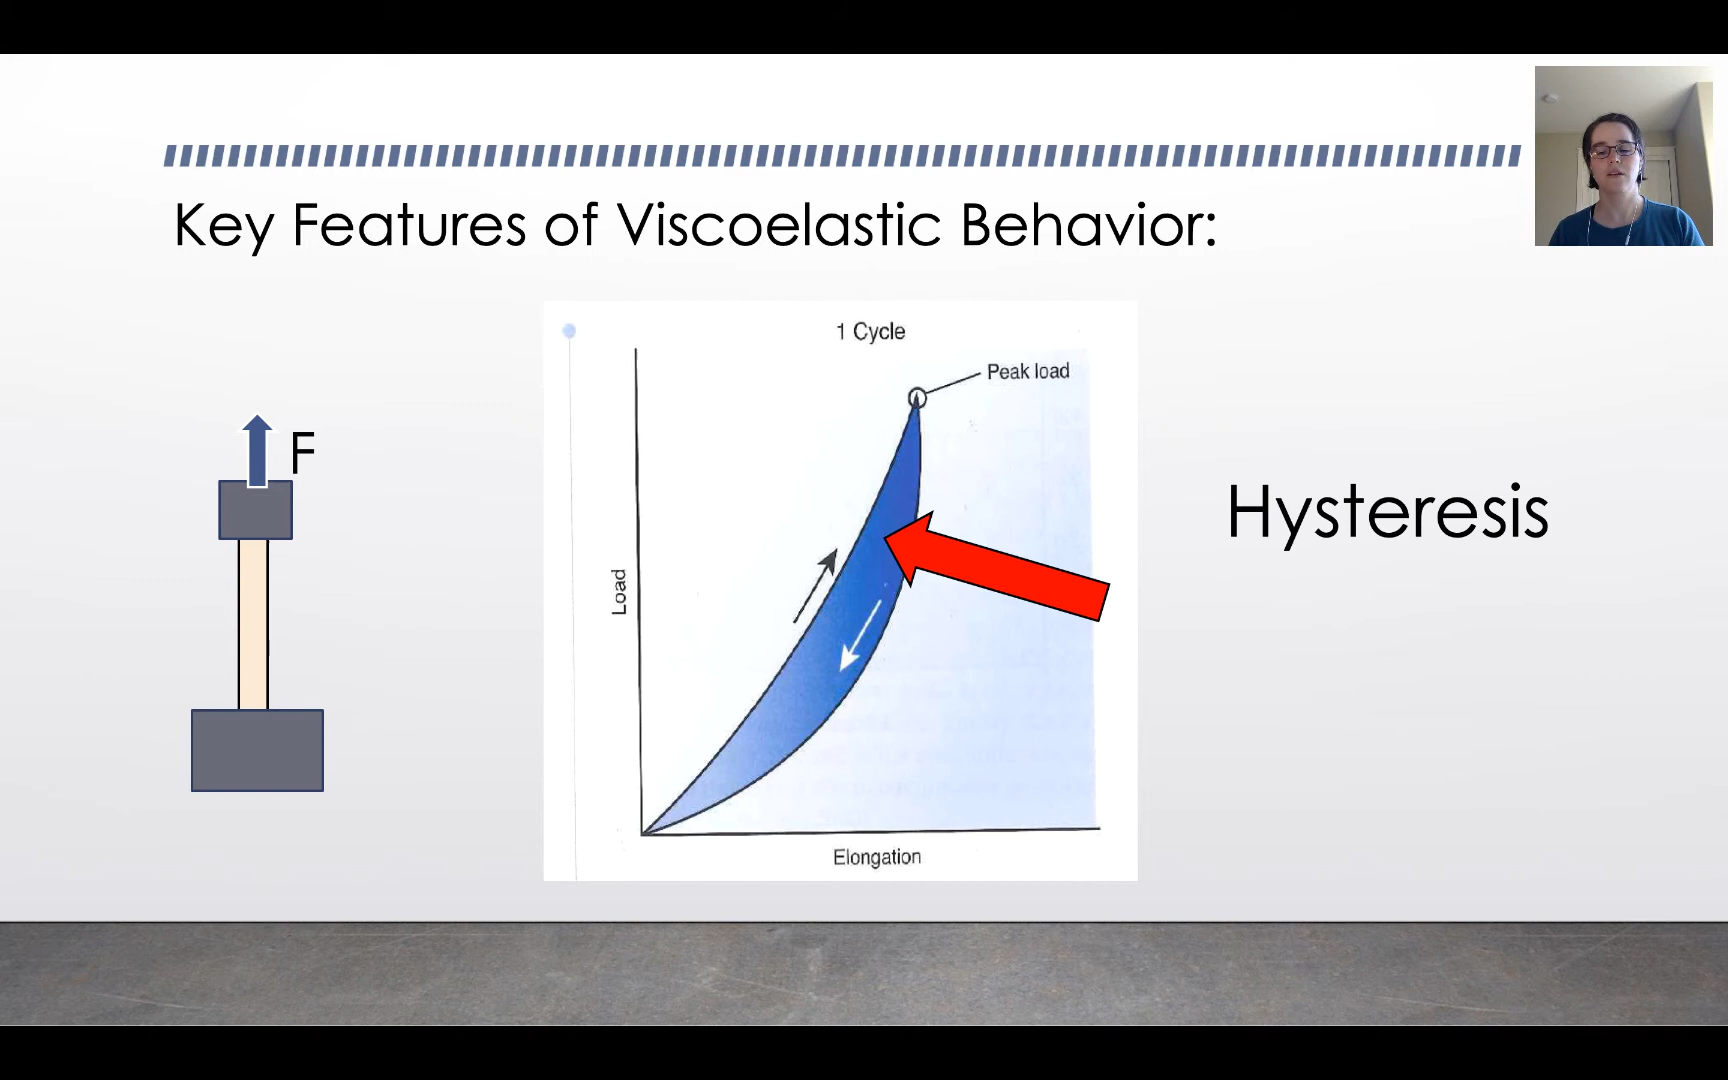 Key Features of Viscoelastic Behavior:
F
1 Cycle
Peak load
Load
Elongation
Hysteresis